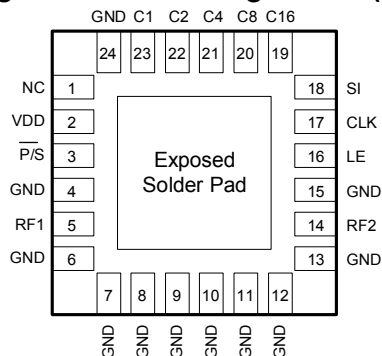 GND C1 C2 C4 C8 C16
24 23 22 21 20 19
NC 1 18 SI
VDD 2 17 CLK
P/S 3 16 LE
Exposed
Solder Pad
GND 4 15 GND
RF1 5 14 RF2
GND 6 13 GND
7 8 9 10 11 12
GND GND GND GND GND GND